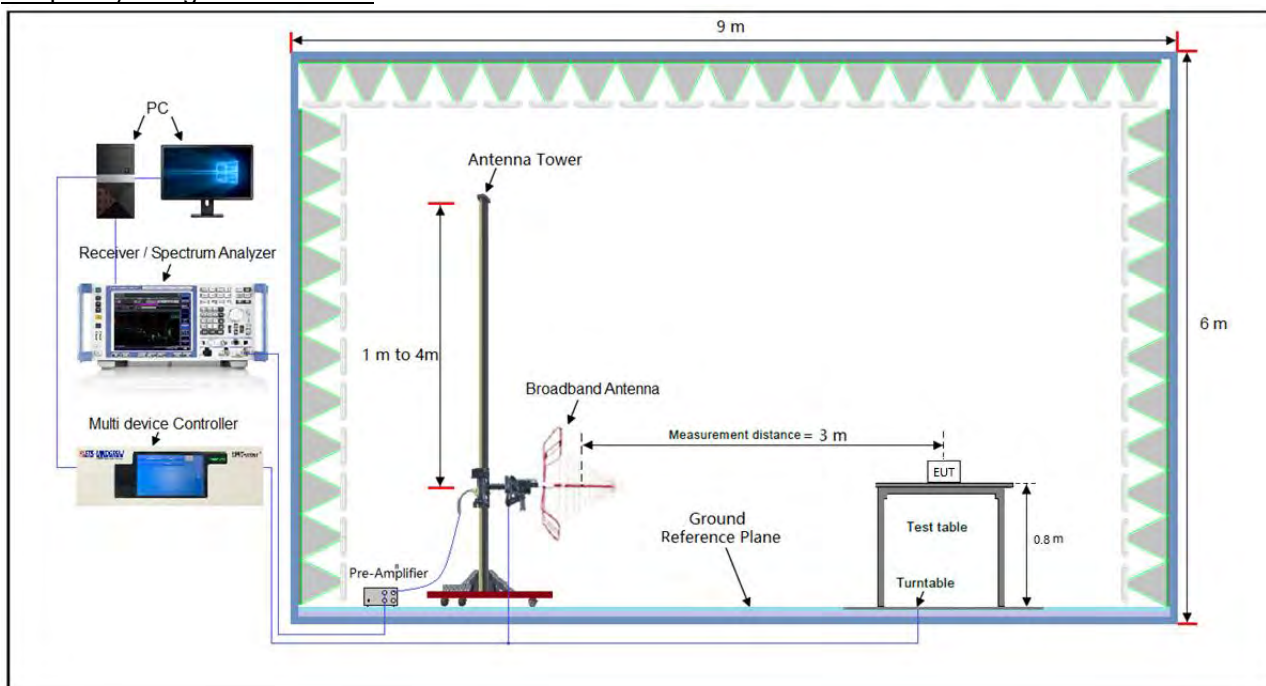 9 m
PC
Antenna Tower
Receiver / Spectrum Analyzer
6 m
1 m to 4m
Broadband Antenna
Multi device Controller
Measurement distance = 3 m
EUT
Ground
Reference Plane
Test table
0.8 m
Pre-Amplifier
Turntable